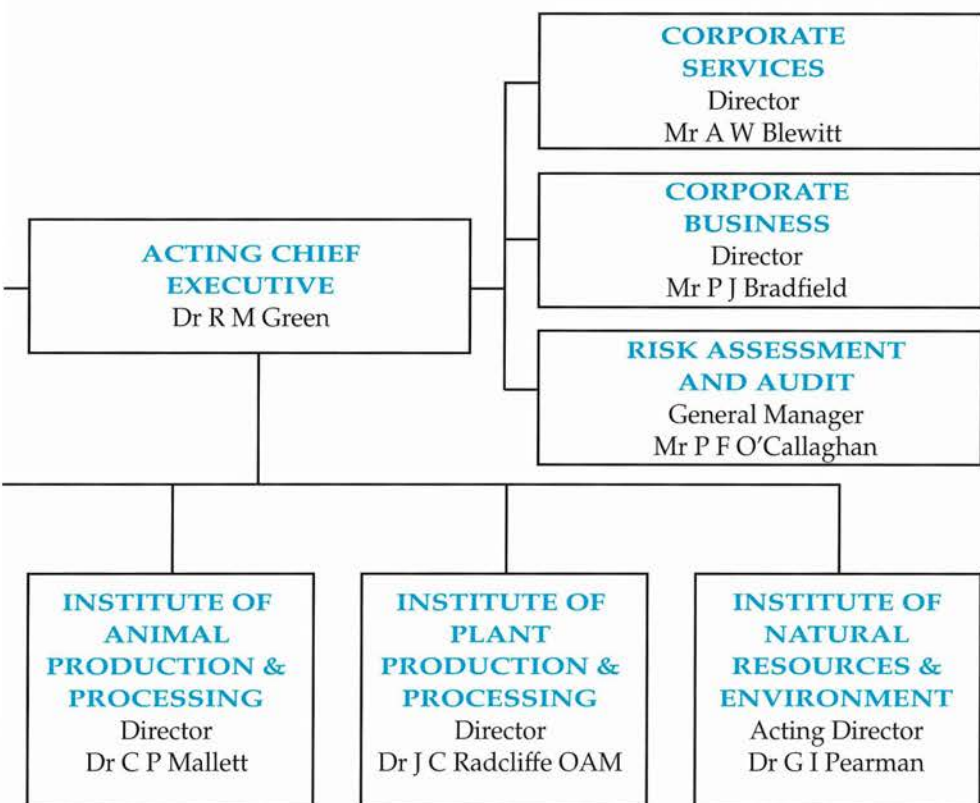 CORPORATE
SERVICES
Director
Mr A W Blewitt
CORPORATE
BUSINESS
Director
Mr P J Bradfield
ACTING CHIEF
EXECUTIVE
Dr R M Green
RISK ASSESSMENT
AND AUDIT
General Manager
Mr P F O'Callaghan
INSTITUTE OF
ANIMAL
PRODUCTION &
PROCESSING
Director
Dr C P Mallett
INSTITUTE OF
PLANT
PRODUCTION &
PROCESSING
Director
Dr J C Radcliffe OAM
INSTITUTE OF
NATURAL
RESOURCES &
ENVIRONMENT
Acting Director
Dr G I Pearman